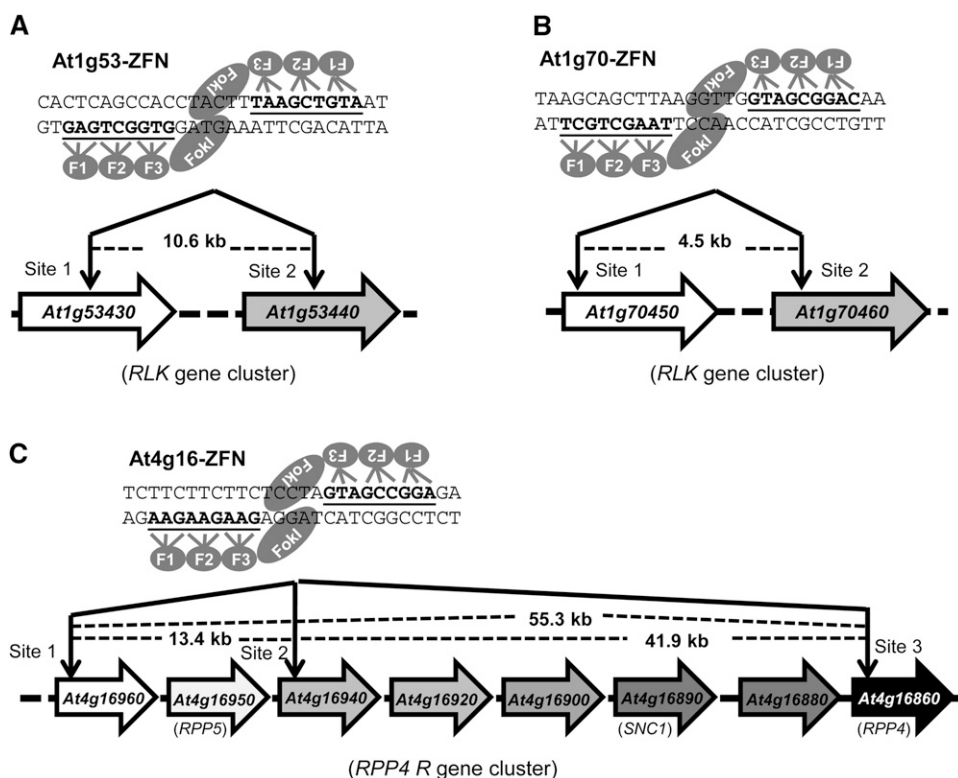 A
At1g53-ZFN
FokI F3 F2 F1
CACTCAGCCACCTACTTTAAGCTGTAAT
GTGAGTCGGTGGATGAAATTCGACATTA
F1 F2 F3 FokI
10.6 kb
Site 1 Site 2
At1g53430 At1g53440
(RLK gene cluster)
B
At1g70-ZFN
FokI F3 F2 F1
TAAGCAGCTTAAGGTTGGTAGCGGACAA
ATTCGTCGAATTCCAACCATCGCCTGTT
F1 F2 F3 FokI
4.5 kb
Site 1 Site 2
At1g70450 At1g70460
(RLK gene cluster)
C
At4g16-ZFN
FokI F3 F2 F1
TCTTCTTCTTCTCCTAGTAGCCGGAGA
AGAAGAAGAAGAGGATCATCGGCCTCT
F1 F2 F3 FokI
55.3 kb
13.4 kb 41.9 kb
Site 1 Site 2 Site 3
At4g16960 At4g16950 At4g16940 At4g16920 At4g16900 At4g16890 At4g16880 At4g16860
(RPP5) (SNC1) (RPP4)
(RPP4 R gene cluster)